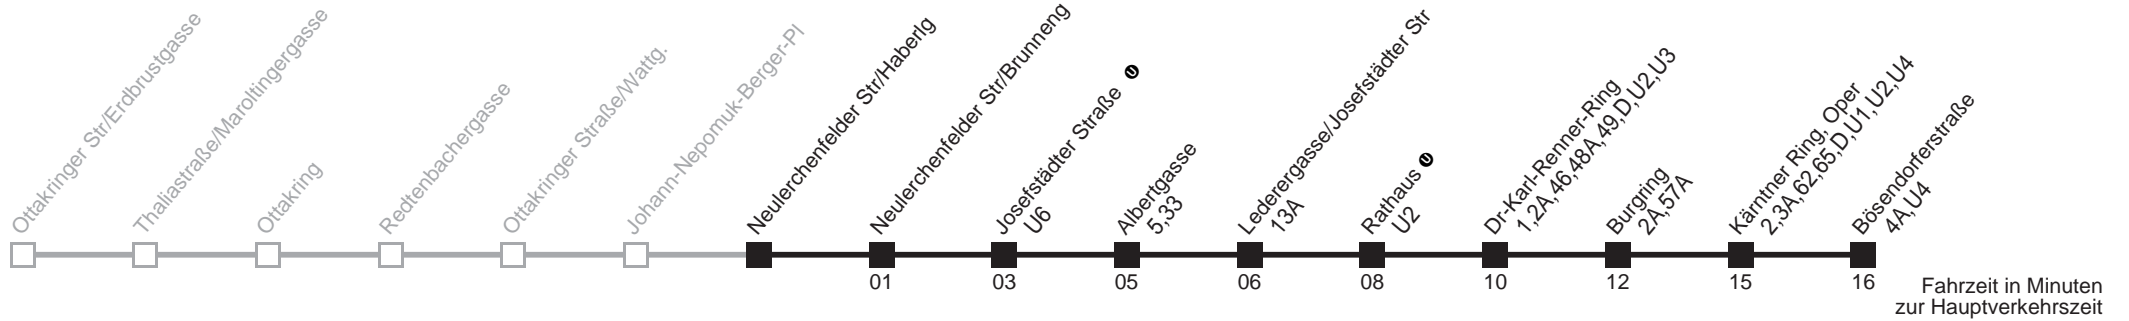 Ottakringer Str/Erdbrustgasse
Thaliastraße/Maroltingergasse
Ottakring
Redtenbachergasse
Ottakringer Straße/Wattg.
Johann-Nepomuk-Berger-Pl
Neulerchenfelder Str/Haberlg
Neulerchenfelder Str/Brunneng
Josefstädter Straße U
U6
Albertgasse
5,33
Lederergasse/Josefstädter Str
13A
Rathaus U
U2
Dr-Karl-Renner-Ring
1,2A,46,48A,49,D,U2,U3
Burgring
2A,57A
Kärntner Ring, Oper
2,3A,62,65,D,U1,U2,U4
Bösendorferstraße
4A,U4
01
03
05
06
08
10
12
15
16
Fahrzeit in Minuten
zur Hauptverkehrszeit